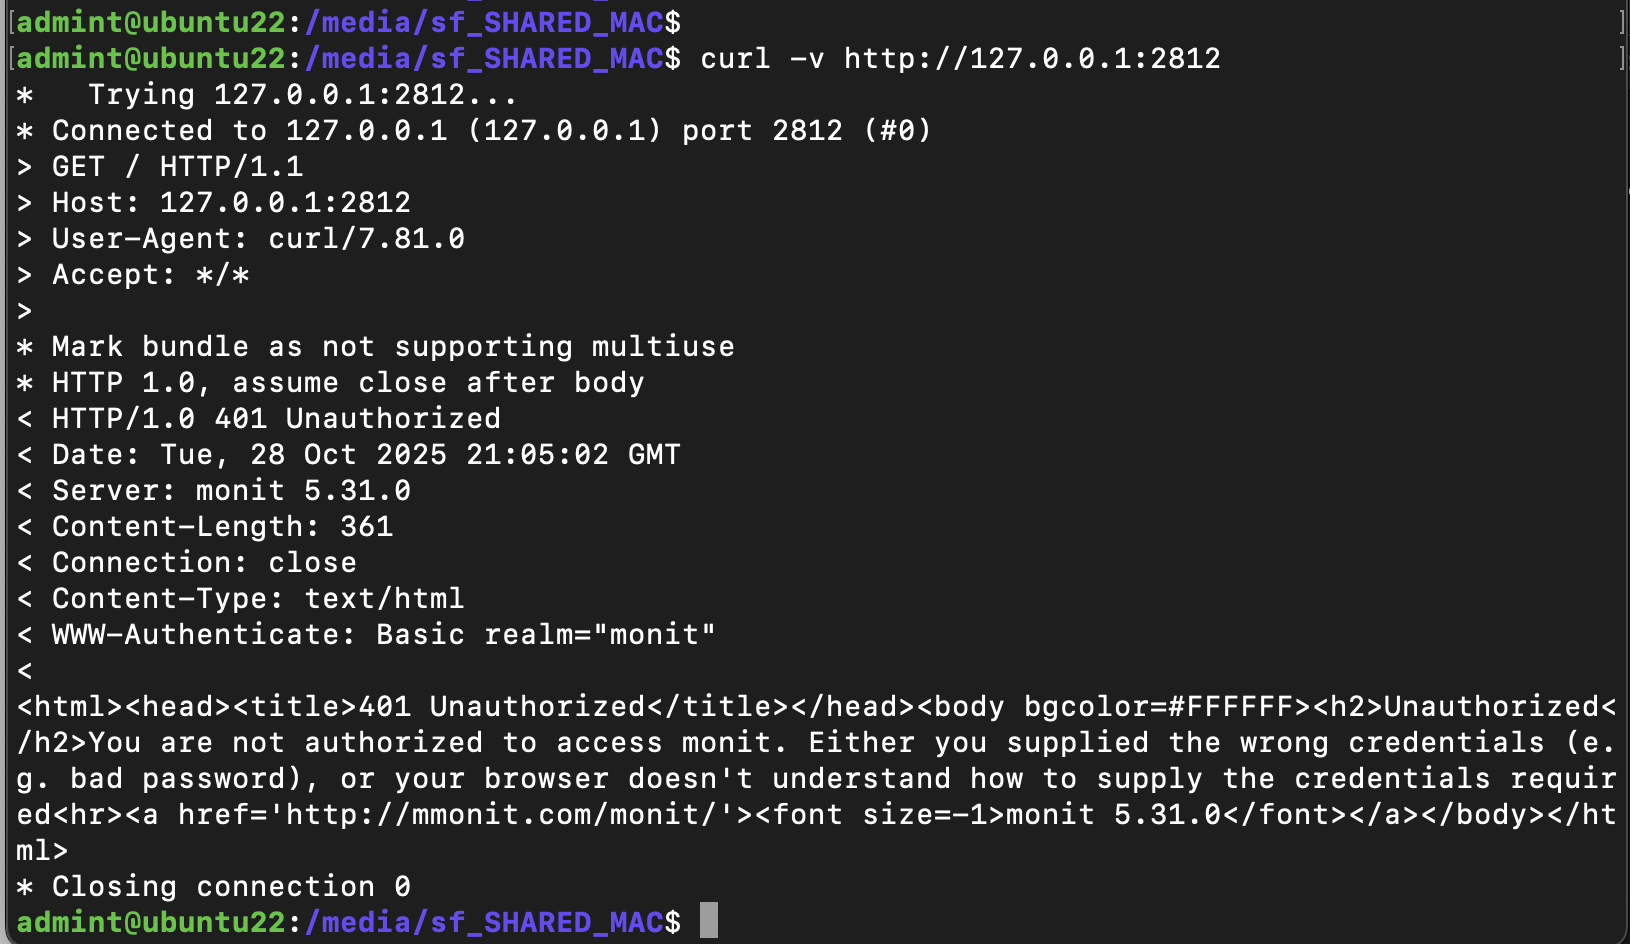 [admint@ubuntu22:/media/sf_SHARED_MAC$ ]
[admint@ubuntu22:/media/sf_SHARED_MAC$ curl -v http://127.0.0.1:2812 ]
*   Trying 127.0.0.1:2812...
* Connected to 127.0.0.1 (127.0.0.1) port 2812 (#0)
> GET / HTTP/1.1
> Host: 127.0.0.1:2812
> User-Agent: curl/7.81.0
> Accept: */*
>
* Mark bundle as not supporting multiuse
* HTTP 1.0, assume close after body
< HTTP/1.0 401 Unauthorized
< Date: Tue, 28 Oct 2025 21:05:02 GMT
< Server: monit 5.31.0
< Content-Length: 361
< Connection: close
< Content-Type: text/html
< WWW-Authenticate: Basic realm="monit"
<
<html><head><title>401 Unauthorized</title></head><body bgcolor=#FFFFFF><h2>Unauthorized<
/h2>You are not authorized to access monit. Either you supplied the wrong credentials (e.
g. bad password), or your browser doesn't understand how to supply the credentials requir
ed<hr><a href='http://mmonit.com/monit/'><font size=-1>monit 5.31.0</font></a></body></ht
ml>
* Closing connection 0
admint@ubuntu22:/media/sf_SHARED_MAC$